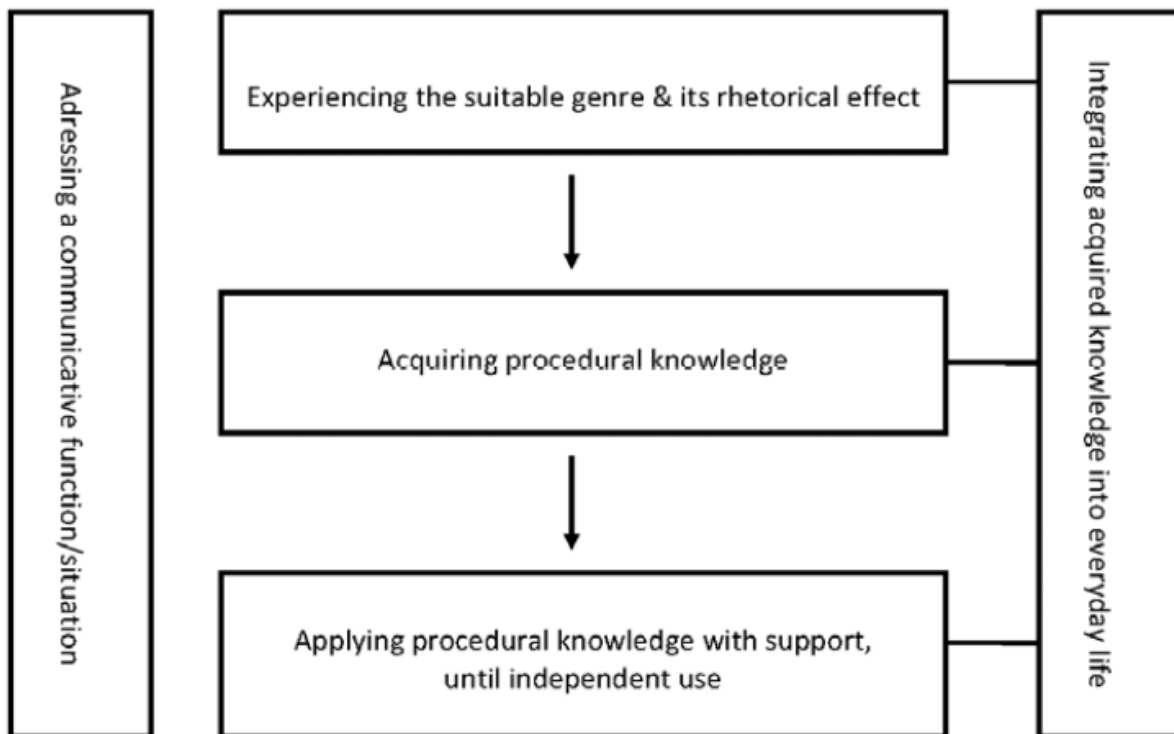 Adressing a communicative function/situation
Experiencing the suitable genre & its rhetorical effect
Acquiring procedural knowledge
Applying procedural knowledge with support,
until independent use
Integrating acquired knowledge into everyday life